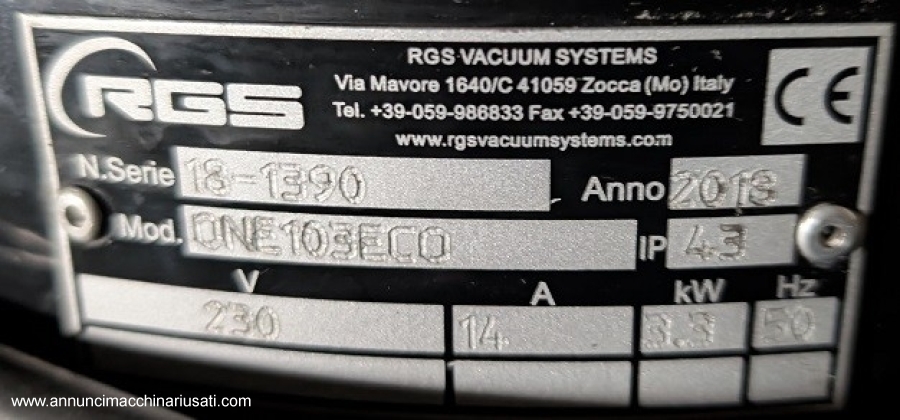 RGS
RGS VACUUM SYSTEMS
Via Mavore 1640/C 41059 Zocca (Mo) Italy
Tel. +39-059-986833 Fax +39-059-9750021
www.rgsvacuumsystems.com
CE
N.Serie 18-1390 Anno 2018
Mod. ONE103ECO IP 43
V A kW Hz
230 14 3.3 50
www.annuncimacchinariusati.com